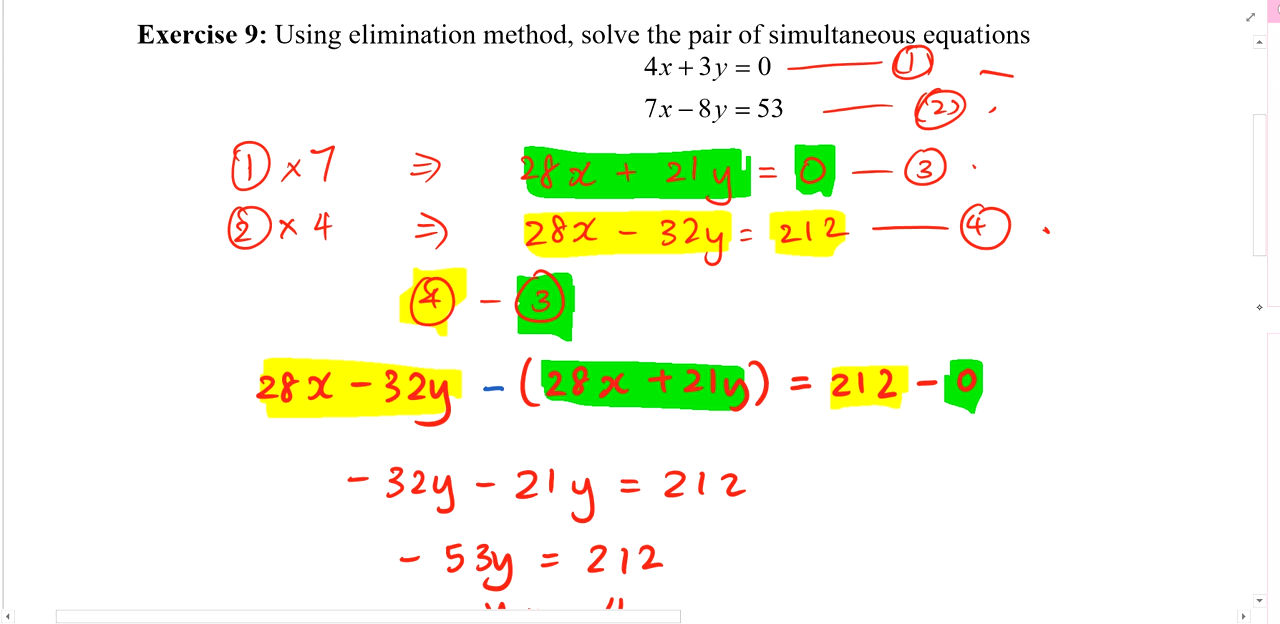 Exercise 9: Using elimination method, solve the pair of simultaneous equations
4x + 3y = 0 —— ①
7x − 8y = 53 —— (2)
① × 7 ⇒ 28x + 21y = 0 — ③
② × 4 ⇒ 28x − 32y = 212 —— ④
④ − ③
28x − 32y − (28x + 21y) = 212 − 0
− 32y − 21y = 212
− 53y = 212